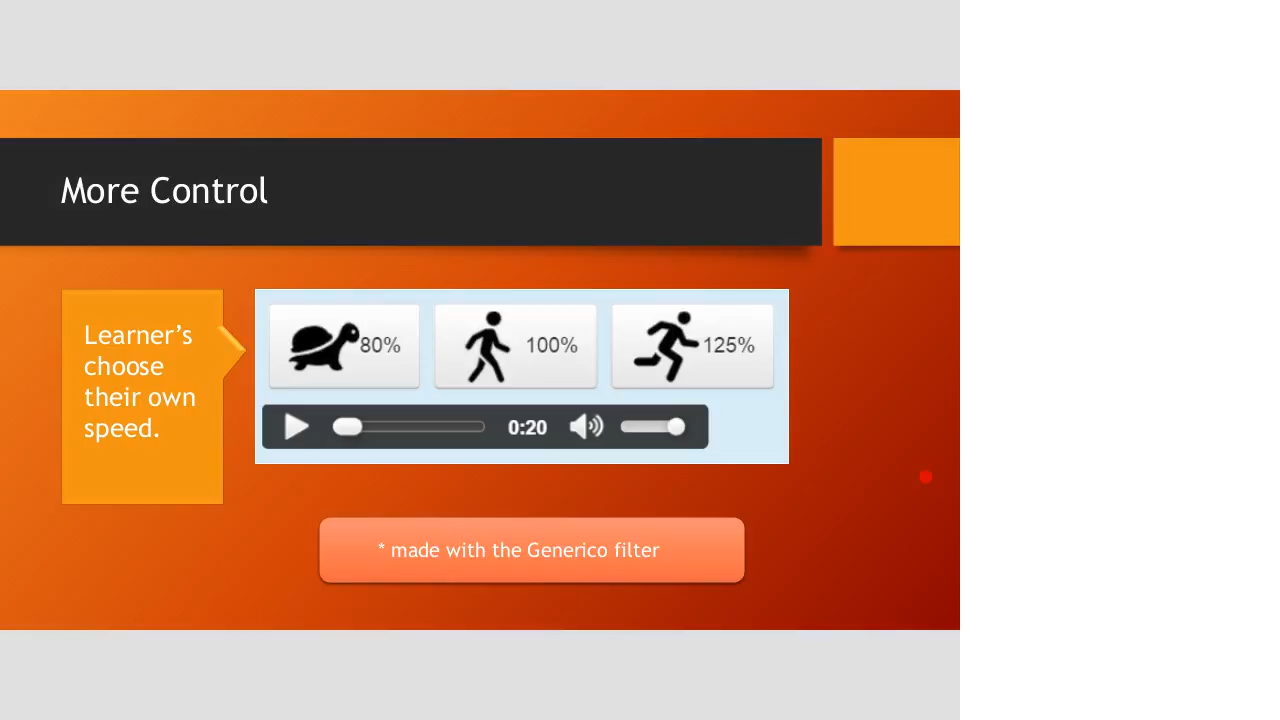 More Control
Learner’s
choose
their own
speed.
80%
100%
125%
0:20
* made with the Generico filter